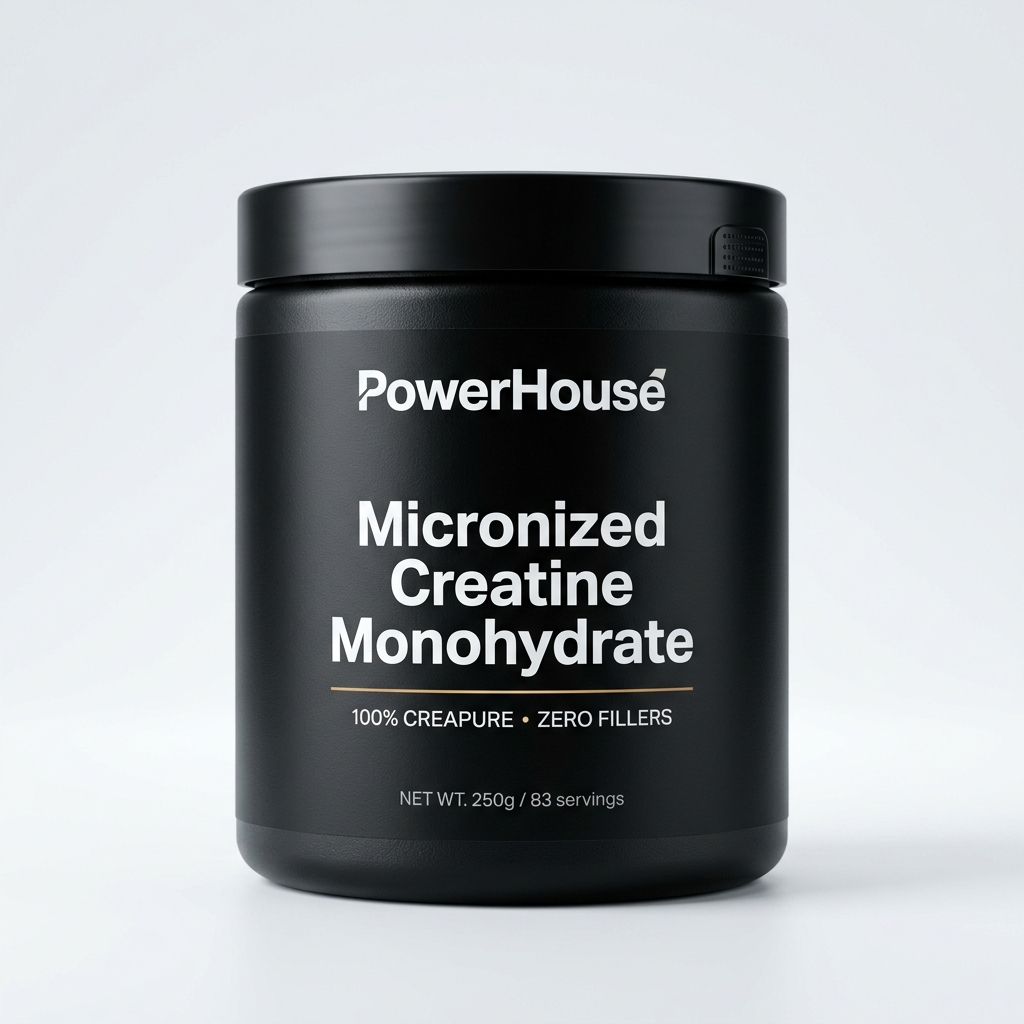 PowerHousé
Micronized
Creatine
Monohydrate
100% CREAPURE • ZERO FILLERS
NET WT. 250g / 83 servings